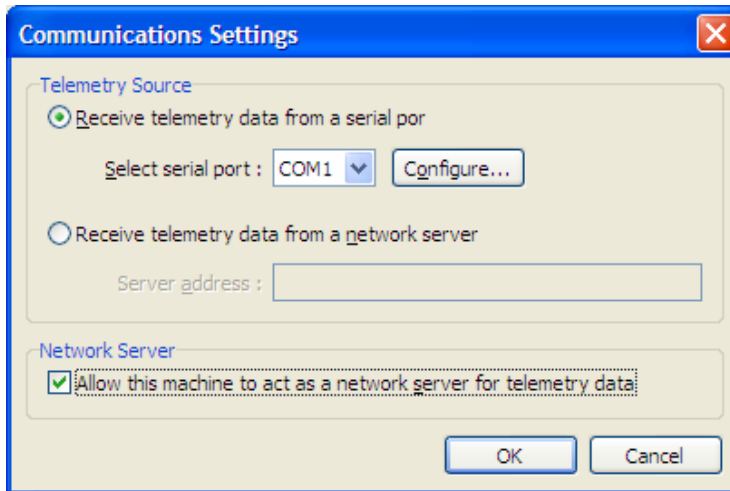 Communications Settings
Telemetry Source
Receive telemetry data from a serial por
Select serial port : COM1 Configure...
Receive telemetry data from a network server
Server address :
Network Server
Allow this machine to act as a network server for telemetry data
OK Cancel